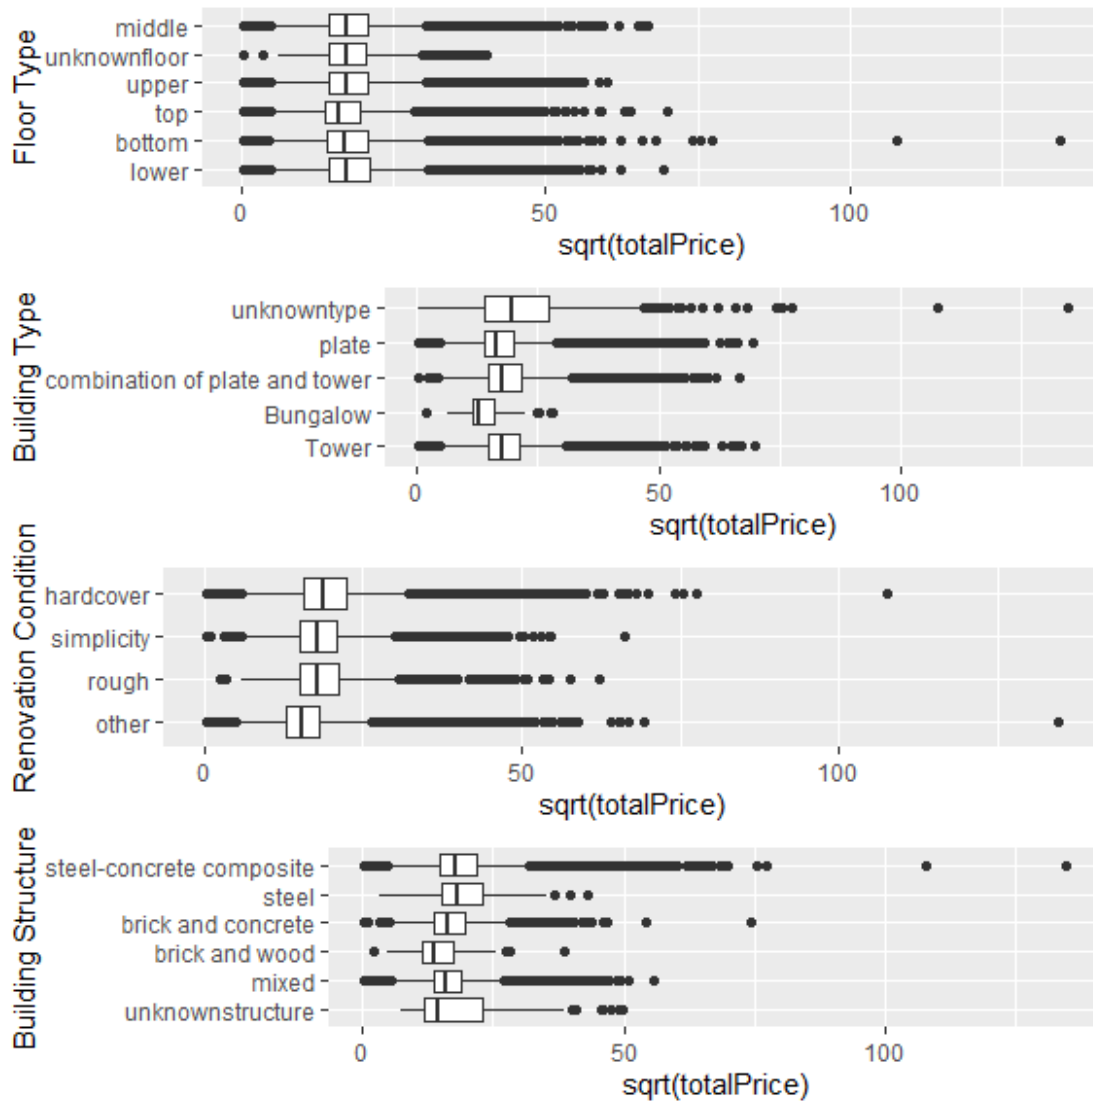 Floor Type
middle
unknownfloor
upper
top
bottom
lower
0 50 100
sqrt(totalPrice)
Building Type
unknowntype
plate
combination of plate and tower
Bungalow
Tower
0 50 100
sqrt(totalPrice)
Renovation Condition
hardcover
simplicity
rough
other
0 50 100
sqrt(totalPrice)
Building Structure
steel-concrete composite
steel
brick and concrete
brick and wood
mixed
unknownstructure
0 50 100
sqrt(totalPrice)